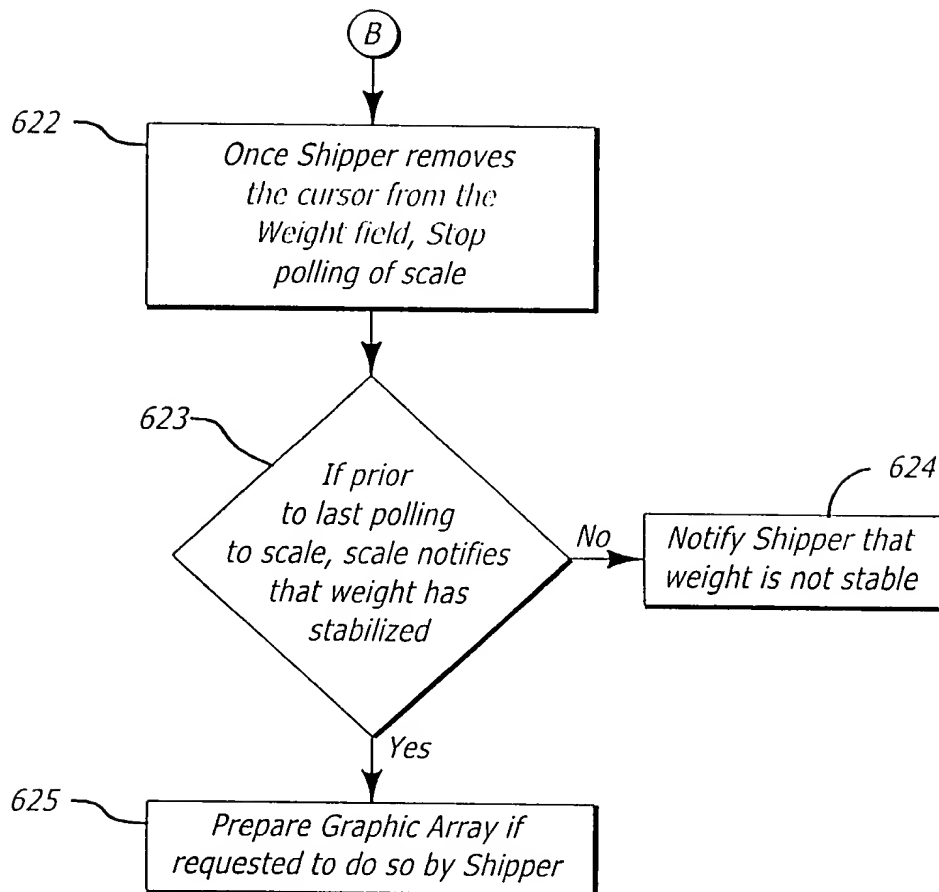 B
622
Once Shipper removes
the cursor from the
Weight field, Stop
polling of scale
623
If prior
to last polling
to scale, scale notifies
that weight has
stabilized
No
624
Notify Shipper that
weight is not stable
Yes
625
Prepare Graphic Array if
requested to do so by Shipper